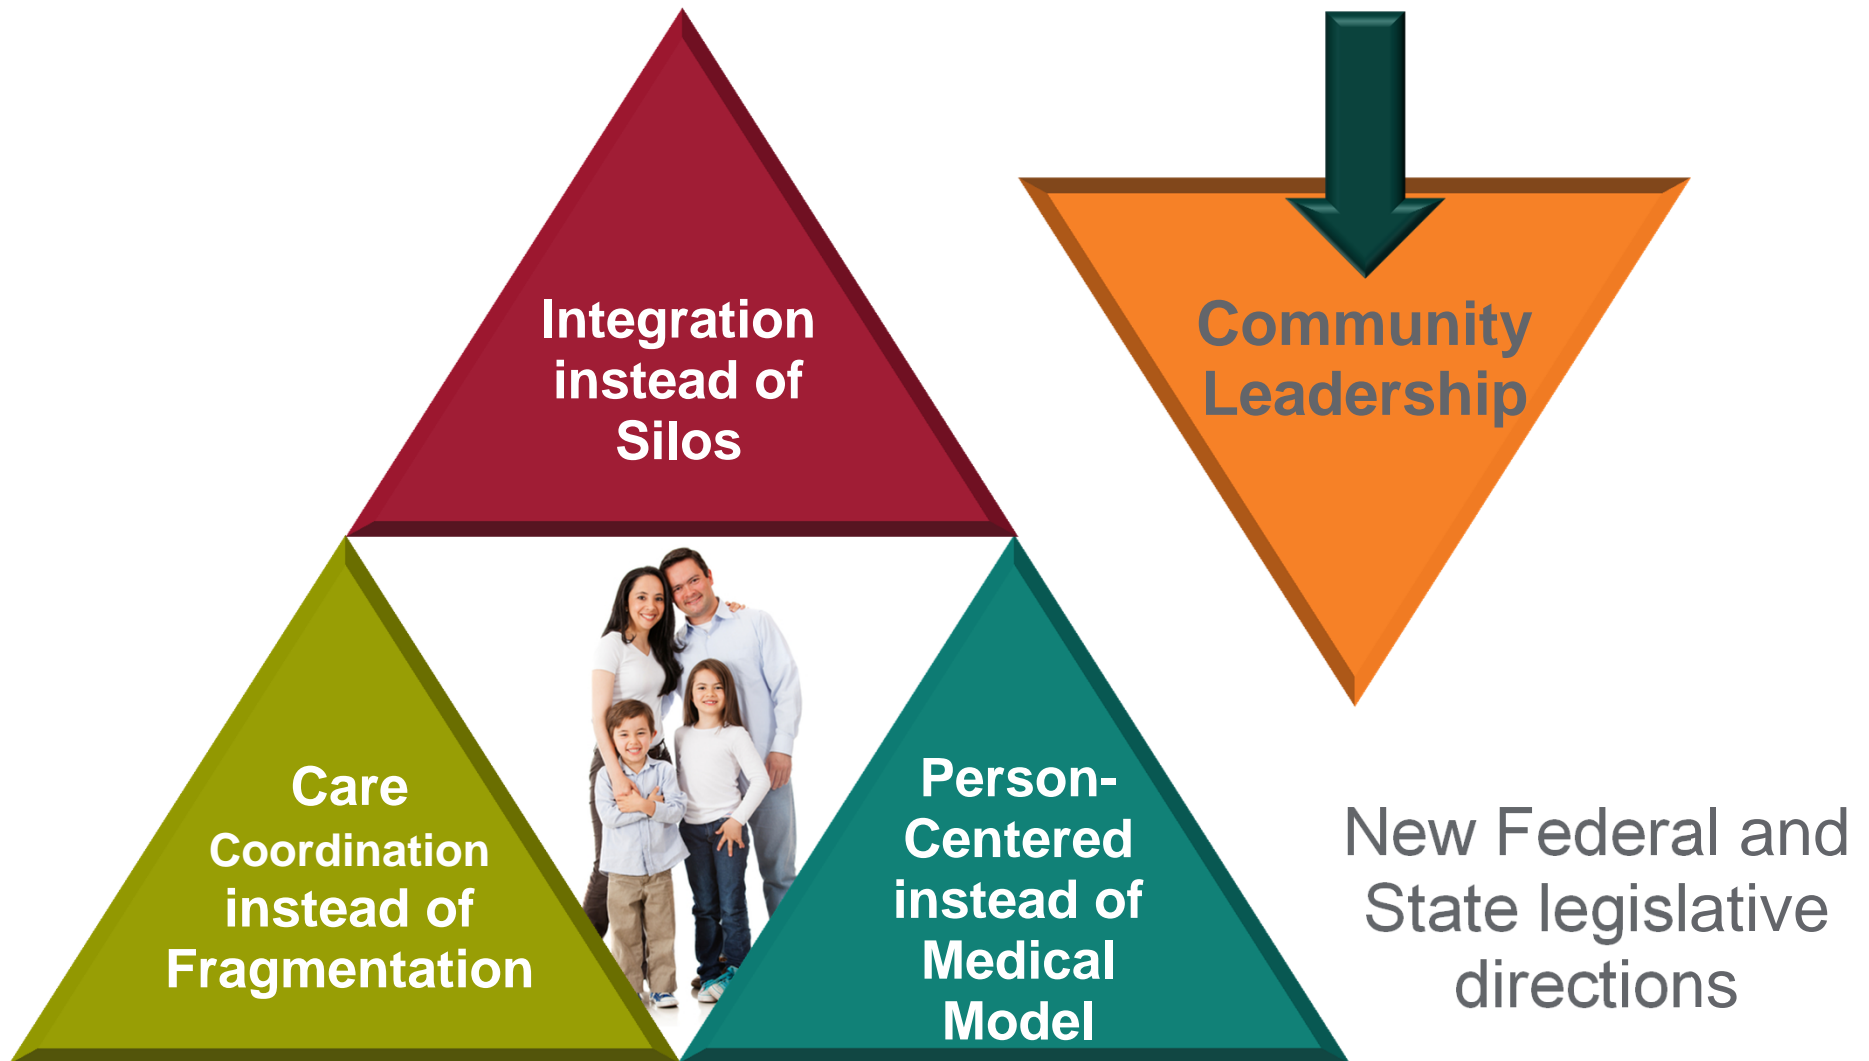 Integration
instead of
Silos
Community
Leadership
Care
Coordination
instead of
Fragmentation
Person-
Centered
instead of
Medical
Model
New Federal and
State legislative
directions